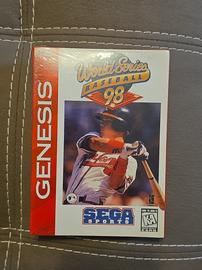 GENESIS
World Series
BASEBALL
98
SEGA
SPORTS